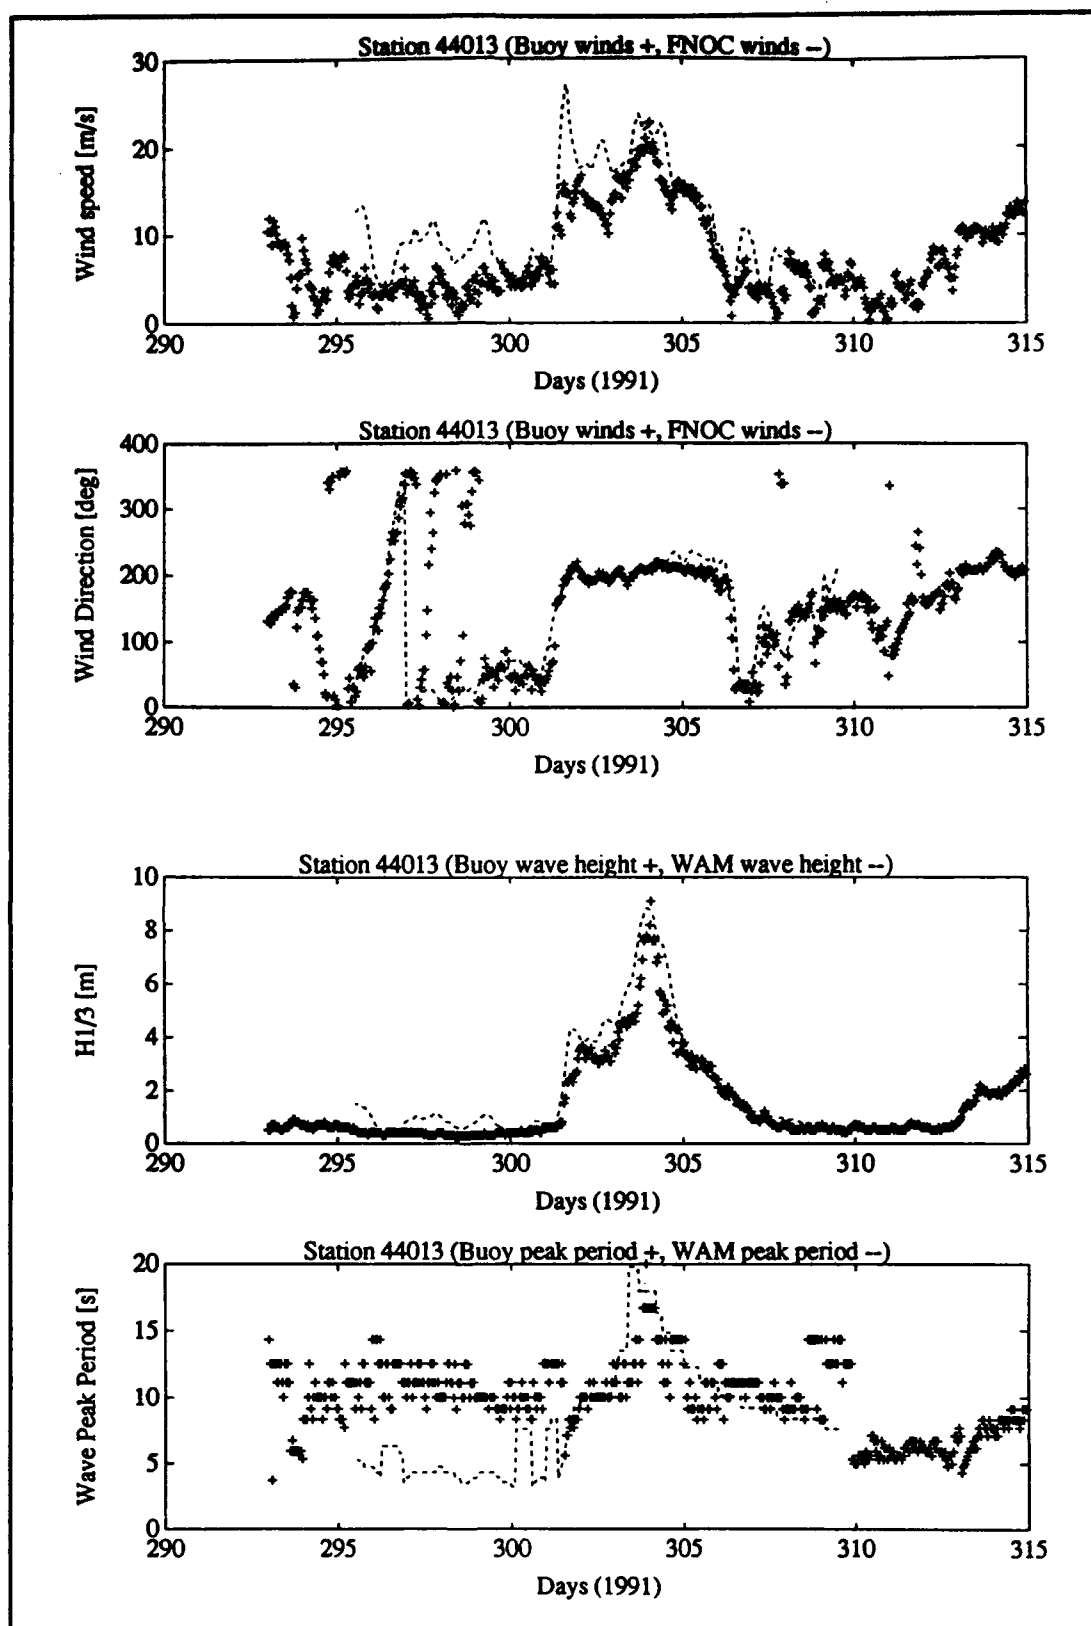 Station 44013 (Buoy winds +, FNOC winds --)
30
20
10
0
Wind speed [m/s]
290 295 300 305 310 315
Days (1991)
Station 44013 (Buoy winds +, FNOC winds --)
400
300
200
100
0
Wind Direction [deg]
290 295 300 305 310 315
Days (1991)
Station 44013 (Buoy wave height +, WAM wave height --)
10
8
6
4
2
0
H1/3 [m]
290 295 300 305 310 315
Days (1991)
Station 44013 (Buoy peak period +, WAM peak period --)
20
15
10
5
0
Wave Peak Period [s]
290 295 300 305 310 315
Days (1991)